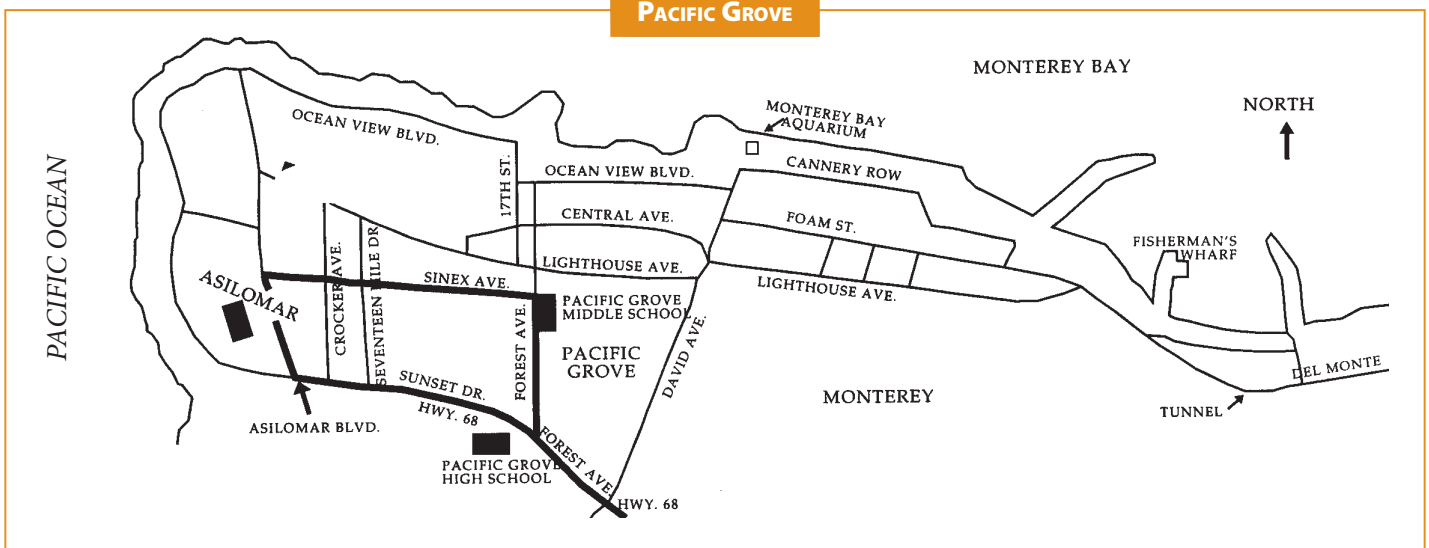 PACIFIC GROVE
MONTEREY BAY
NORTH
MONTEREY BAY
AQUARIUM
OCEAN VIEW BLVD.
CANNERY ROW
OCEAN VIEW BLVD.
17TH ST.
CENTRAL AVE.
FOAM ST.
PACIFIC OCEAN
FISHERMAN'S
WHARF
LIGHTHOUSE AVE.
LIGHTHOUSE AVE.
SINEX AVE.
ASILOMAR
CROCKER AVE.
SEVENTEEN MILE DR.
PACIFIC GROVE
MIDDLE SCHOOL
FOREST AVE.
PACIFIC
GROVE
DAVID AVE.
DEL MONTE
SUNSET DR.
HWY. 68
MONTEREY
TUNNEL
ASILOMAR BLVD.
FOREST AVE.
PACIFIC GROVE
HIGH SCHOOL
HWY. 68